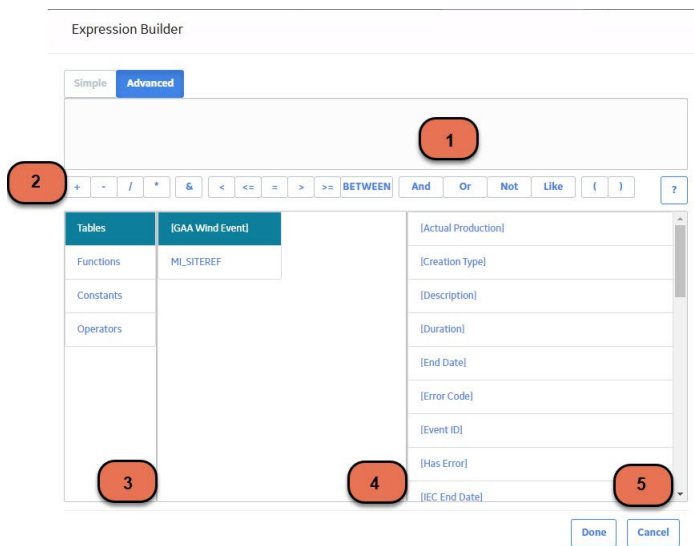 Expression Builder
Simple Advanced
1
2
+ - / * & < <= = > >= BETWEEN And Or Not Like ( ) ?
Tables [GAA Wind Event] [Actual Production]
Functions MI_SITEREF [Creation Type]
Constants [Description]
Operators [Duration]
[End Date]
[Error Code]
[Event ID]
[Has Error]
3 4 5
[IEC End Date]
Done Cancel